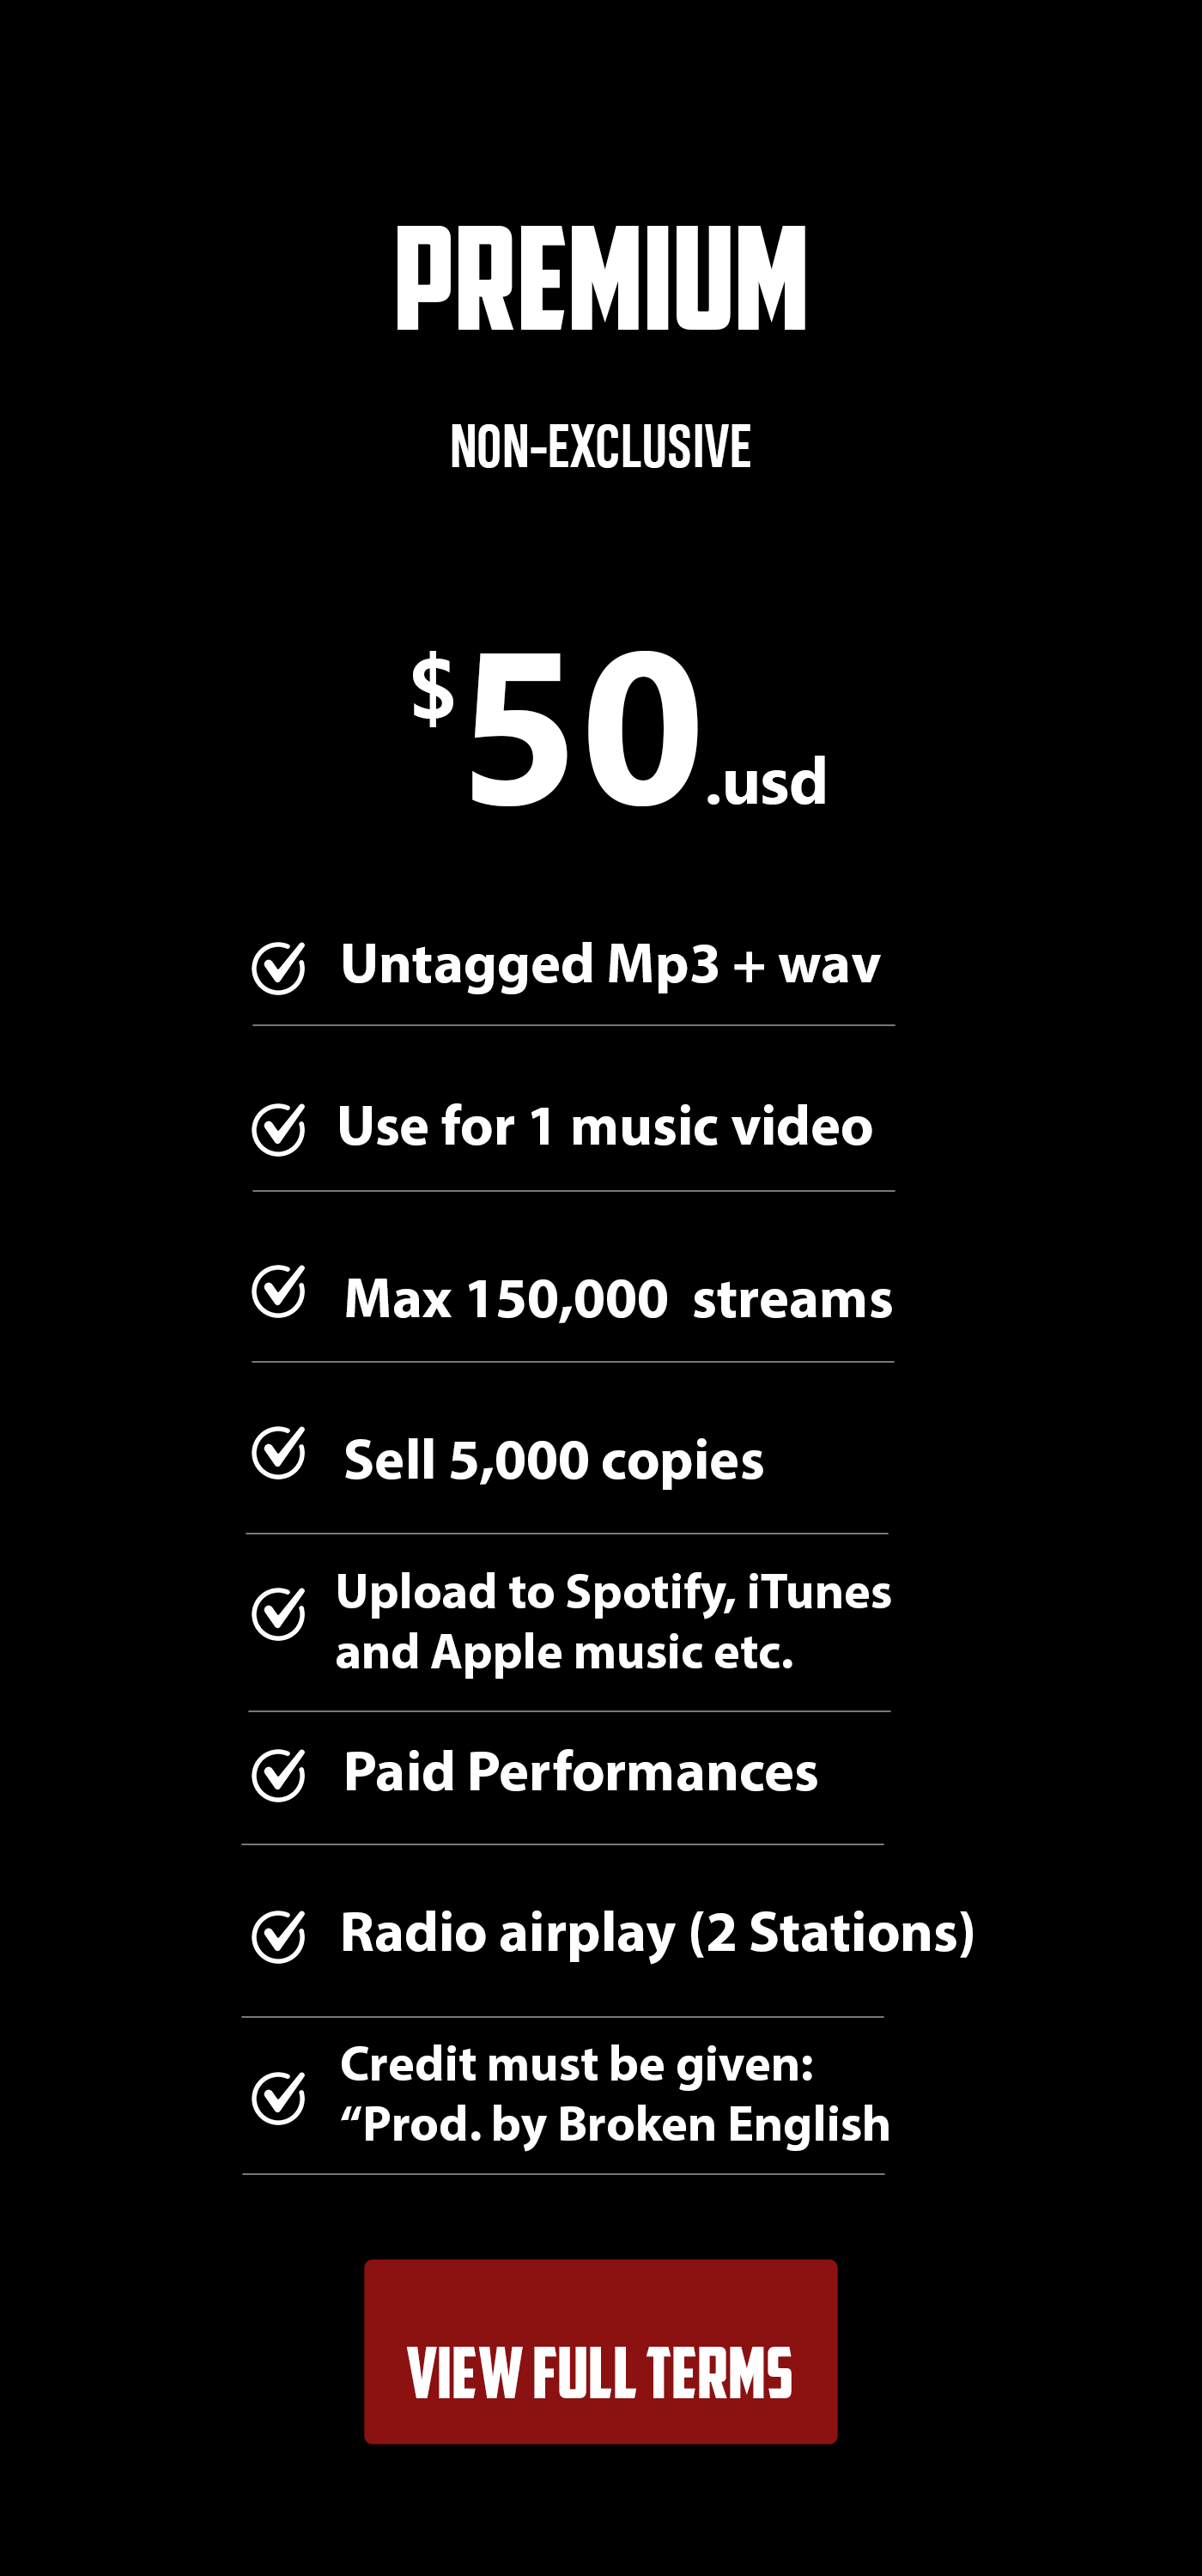 PREMIUM
NON-EXCLUSIVE
$50.usd
Untagged Mp3 + wav
Use for 1 music video
Max 150,000  streams
Sell 5,000 copies
Upload to Spotify, iTunes
and Apple music etc.
Paid Performances
Radio airplay (2 Stations)
Credit must be given:
“Prod. by Broken English
VIEW FULL TERMS